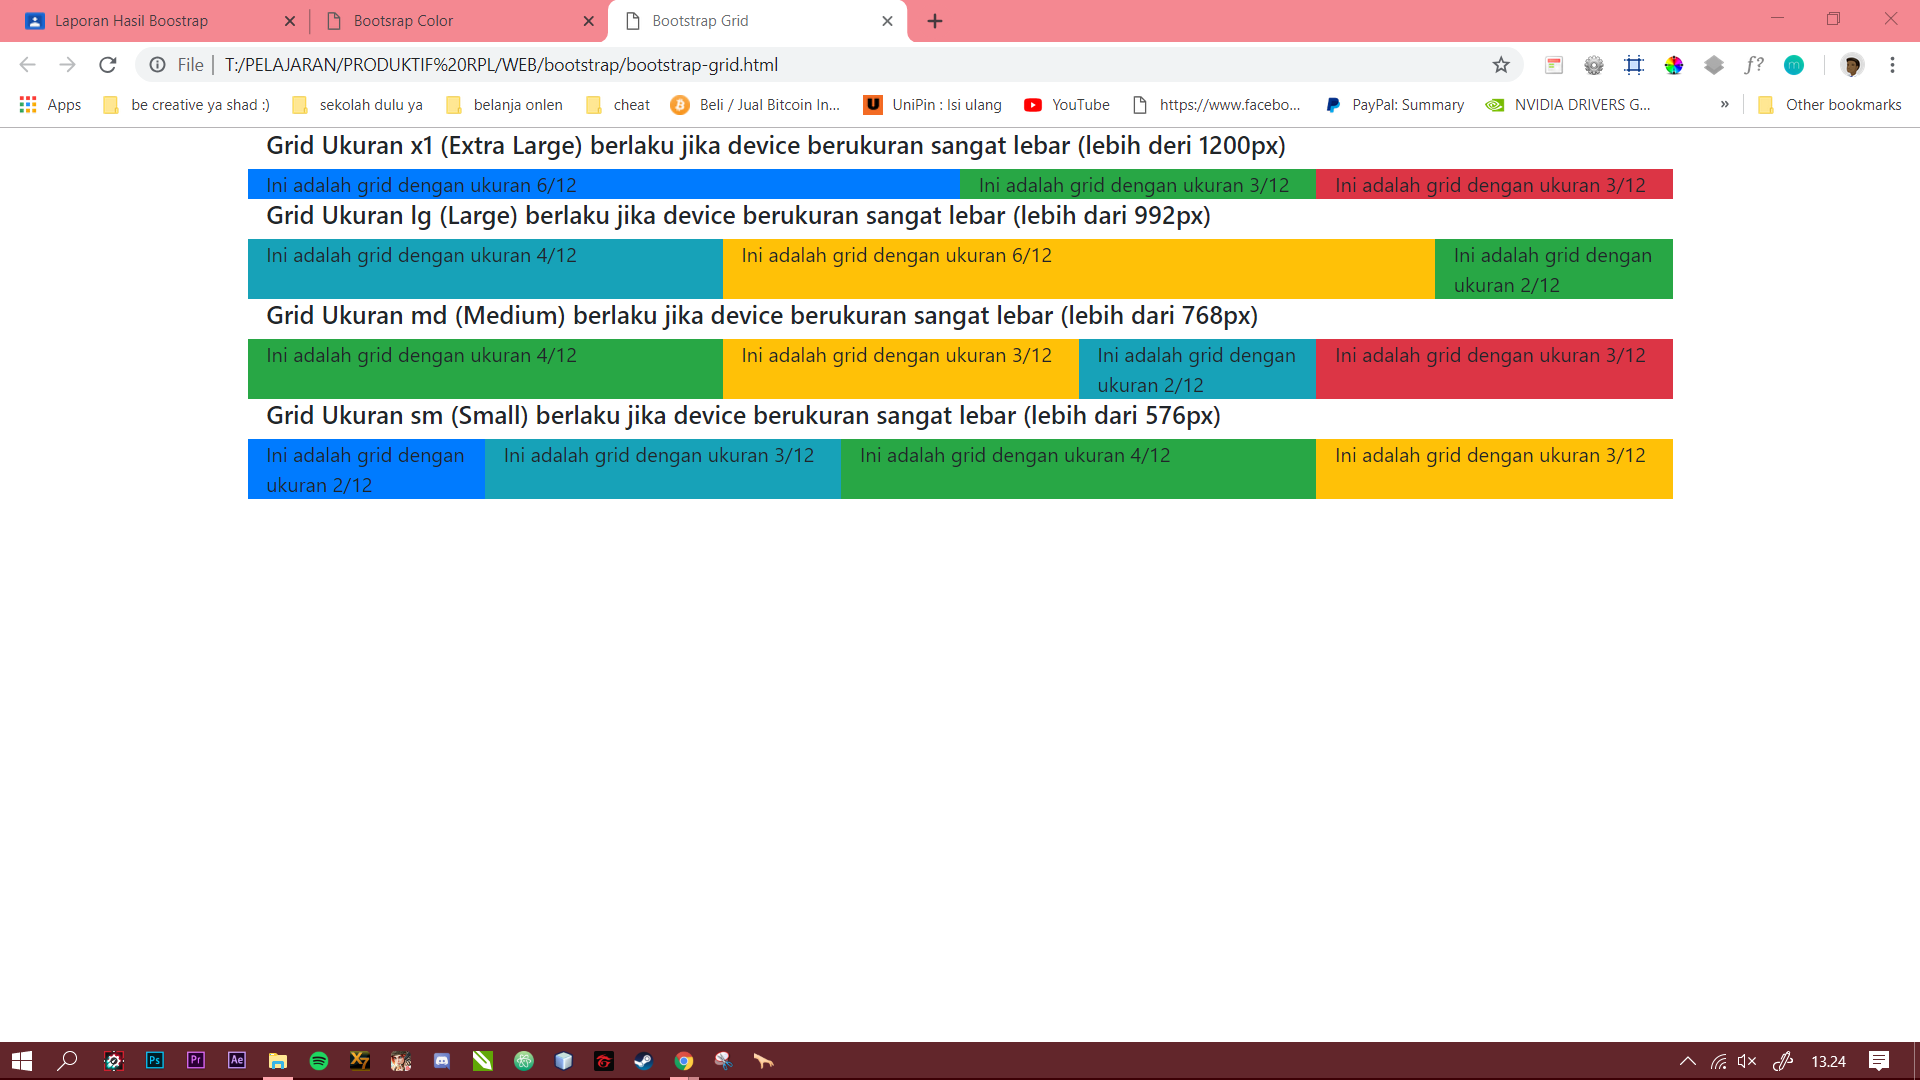 Laporan Hasil Boostrap
Bootsrap Color
Bootstrap Grid
File
T:/PELAJARAN/PRODUKTIF%20RPL/WEB/bootstrap/bootstrap-grid.html
f?
m
Apps
be creative ya shad :)
sekolah dulu ya
belanja onlen
cheat
Beli / Jual Bitcoin In...
UniPin : Isi ulang
YouTube
https://www.facebo...
PayPal: Summary
NVIDIA DRIVERS G...
»
Other bookmarks
Grid Ukuran x1 (Extra Large) berlaku jika device berukuran sangat lebar (lebih deri 1200px)
Ini adalah grid dengan ukuran 6/12
Ini adalah grid dengan ukuran 3/12
Ini adalah grid dengan ukuran 3/12
Grid Ukuran lg (Large) berlaku jika device berukuran sangat lebar (lebih dari 992px)
Ini adalah grid dengan ukuran 4/12
Ini adalah grid dengan ukuran 6/12
Ini adalah grid dengan
ukuran 2/12
Grid Ukuran md (Medium) berlaku jika device berukuran sangat lebar (lebih dari 768px)
Ini adalah grid dengan ukuran 4/12
Ini adalah grid dengan ukuran 3/12
Ini adalah grid dengan
ukuran 2/12
Ini adalah grid dengan ukuran 3/12
Grid Ukuran sm (Small) berlaku jika device berukuran sangat lebar (lebih dari 576px)
Ini adalah grid dengan
ukuran 2/12
Ini adalah grid dengan ukuran 3/12
Ini adalah grid dengan ukuran 4/12
Ini adalah grid dengan ukuran 3/12
Ps
Pr
Ae
X7
13.24